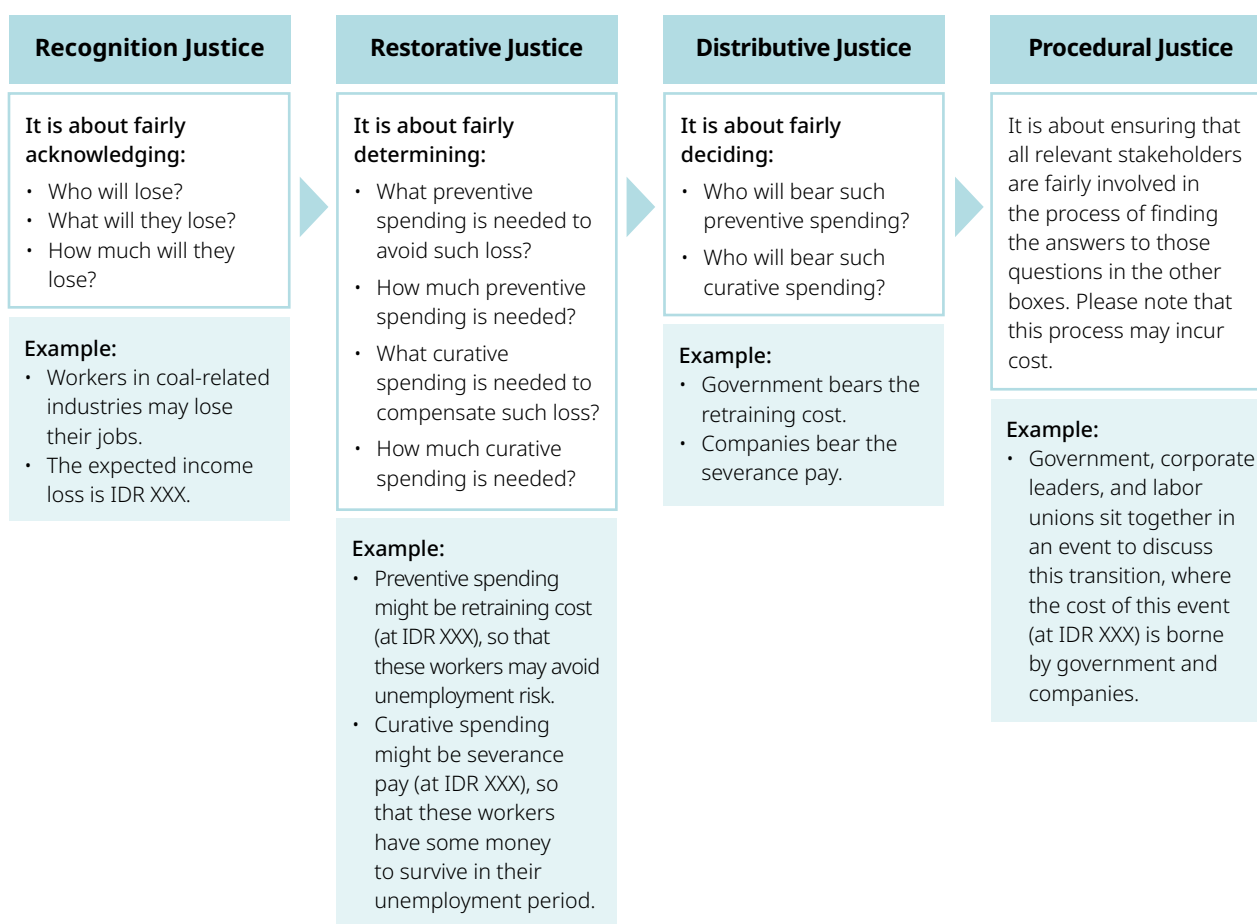 Recognition Justice
It is about fairly
acknowledging:
• Who will lose?
• What will they lose?
• How much will they
lose?
Example:
• Workers in coal-related
industries may lose
their jobs.
• The expected income
loss is IDR XXX.
Restorative Justice
It is about fairly
determining:
• What preventive
spending is needed to
avoid such loss?
• How much preventive
spending is needed?
• What curative
spending is needed to
compensate such loss?
• How much curative
spending is needed?
Example:
• Preventive spending
might be retraining cost
(at IDR XXX), so that
these workers may avoid
unemployment risk.
• Curative spending
might be severance
pay (at IDR XXX), so
that these workers
have some money
to survive in their
unemployment period.
Distributive Justice
It is about fairly
deciding:
• Who will bear such
preventive spending?
• Who will bear such
curative spending?
Example:
• Government bears the
retraining cost.
• Companies bear the
severance pay.
Procedural Justice
It is about ensuring that
all relevant stakeholders
are fairly involved in
the process of finding
the answers to those
questions in the other
boxes. Please note that
this process may incur
cost.
Example:
• Government, corporate
leaders, and labor
unions sit together in
an event to discuss
this transition, where
the cost of this event
(at IDR XXX) is borne
by government and
companies.